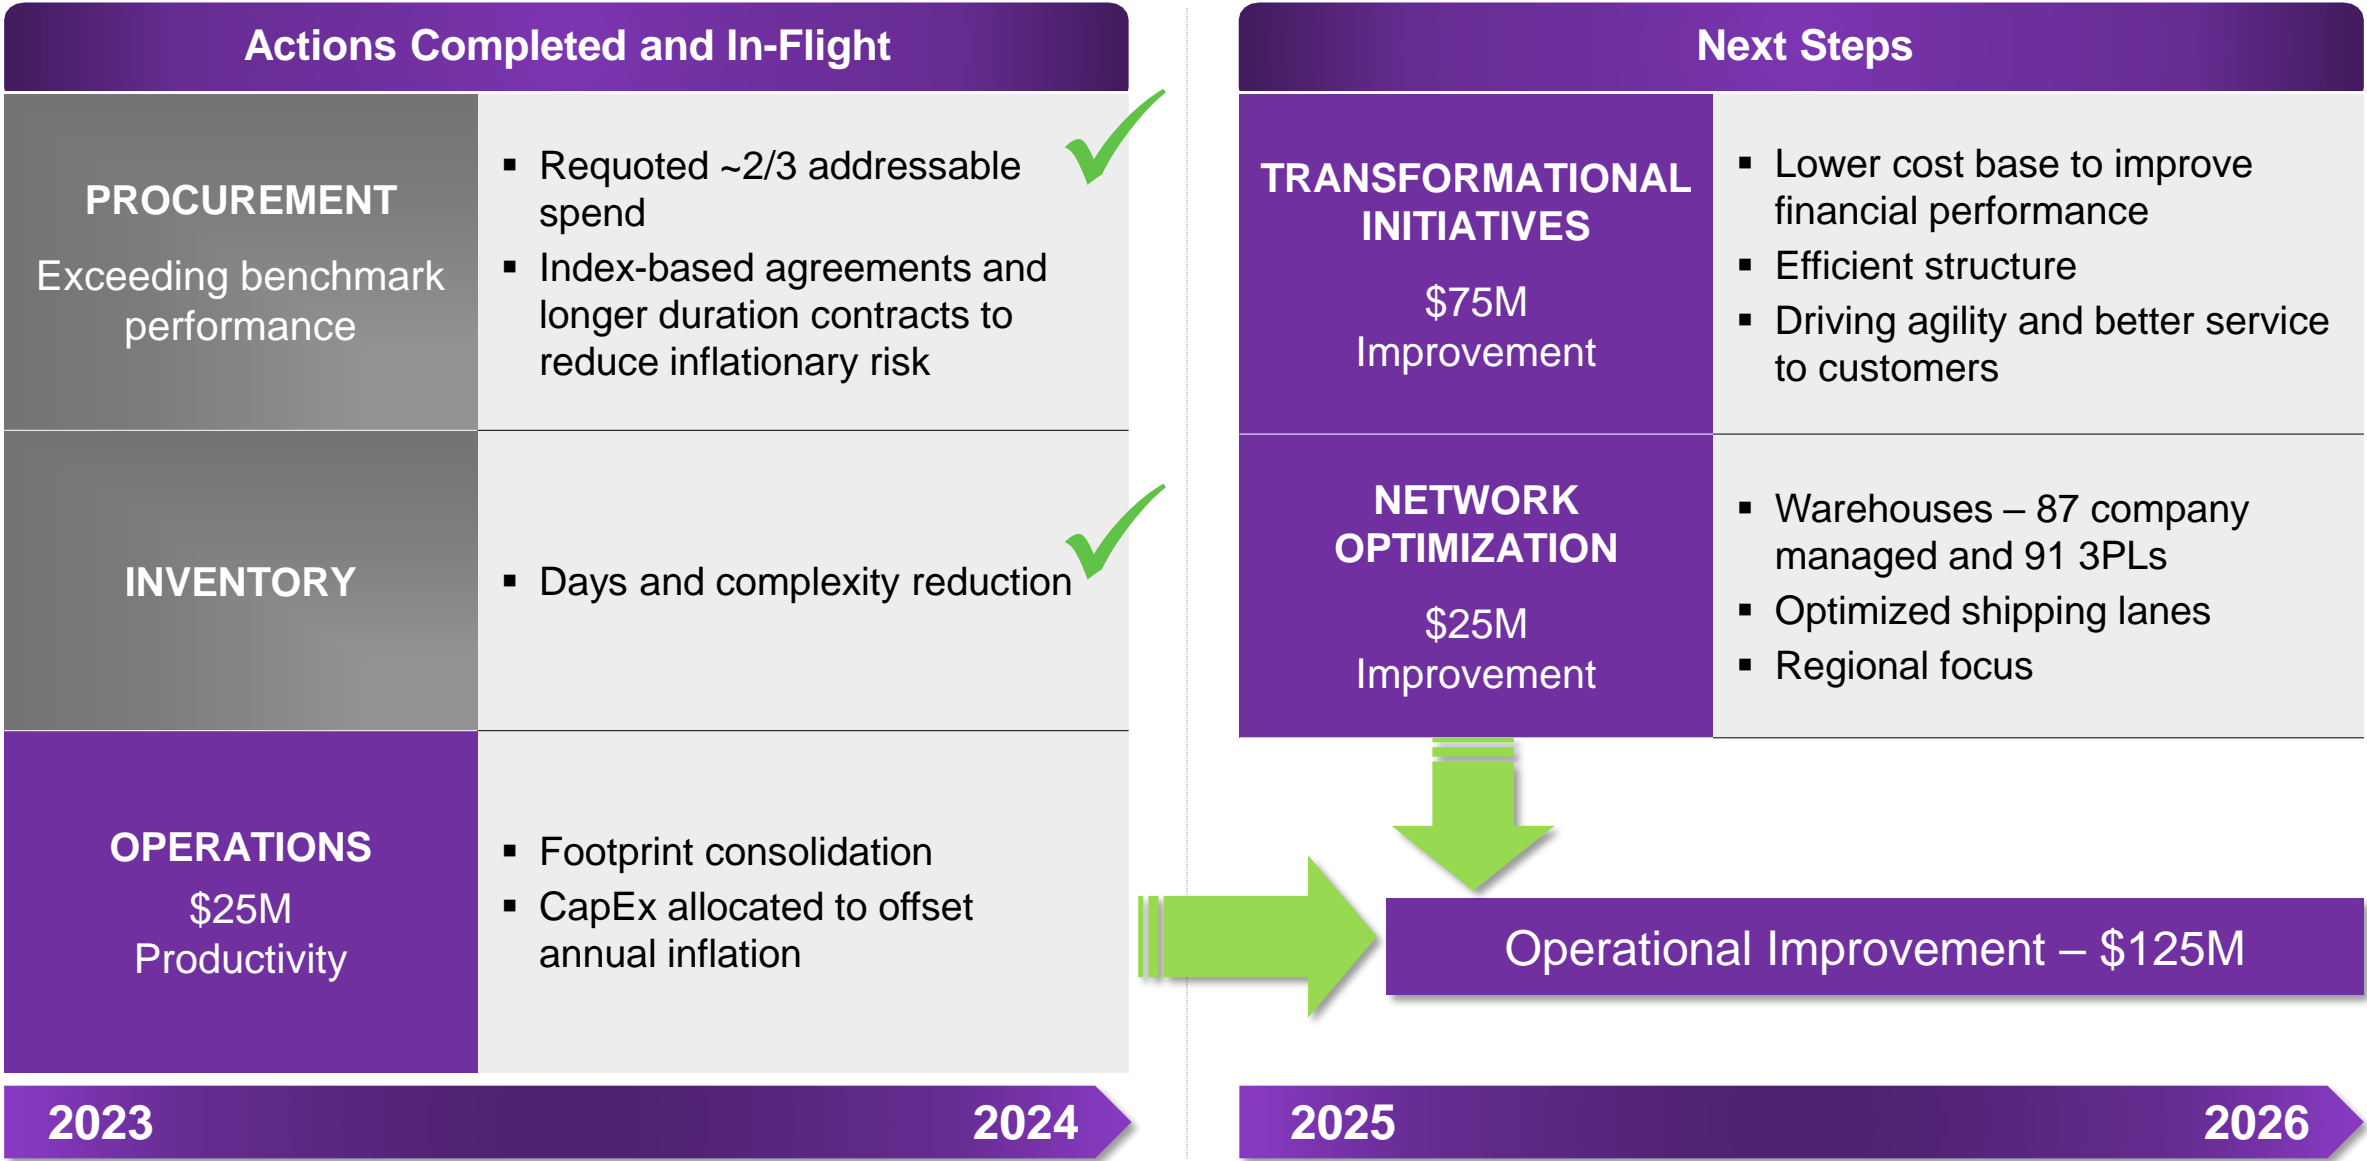 Actions Completed and In-Flight
PROCUREMENT
Exceeding benchmark
performance
▪ Requoted ~2/3 addressable
spend
▪ Index-based agreements and
longer duration contracts to
reduce inflationary risk
INVENTORY
▪ Days and complexity reduction
OPERATIONS
$25M
Productivity
▪ Footprint consolidation
▪ CapEx allocated to offset
annual inflation
2023
2024
Next Steps
TRANSFORMATIONAL
INITIATIVES
$75M
Improvement
▪ Lower cost base to improve
financial performance
▪ Efficient structure
▪ Driving agility and better service
to customers
NETWORK
OPTIMIZATION
$25M
Improvement
▪ Warehouses – 87 company
managed and 91 3PLs
▪ Optimized shipping lanes
▪ Regional focus
Operational Improvement – $125M
2025
2026